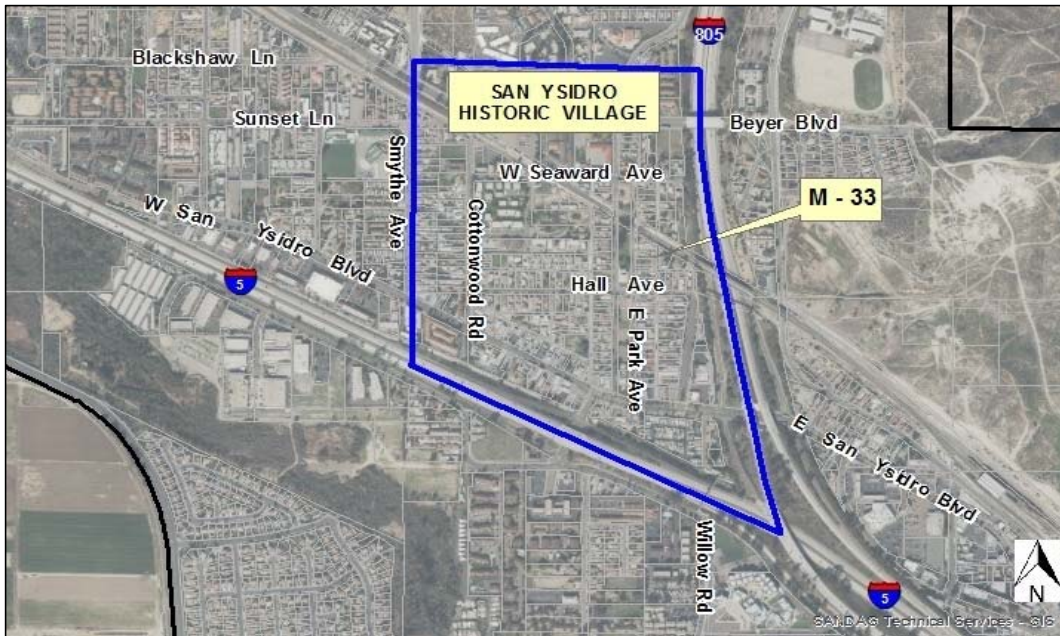 805
Blackshaw Ln
SAN YSIDRO
HISTORIC VILLAGE
Sunset Ln
Beyer Blvd
Smythe Ave
W Seaward Ave
M - 33
W San Ysidro Blvd
Cottonwood Rd
5
Hall Ave
E Park Ave
E San Ysidro Blvd
Willow Rd
5
N
SANDAG Technical Services - GIS